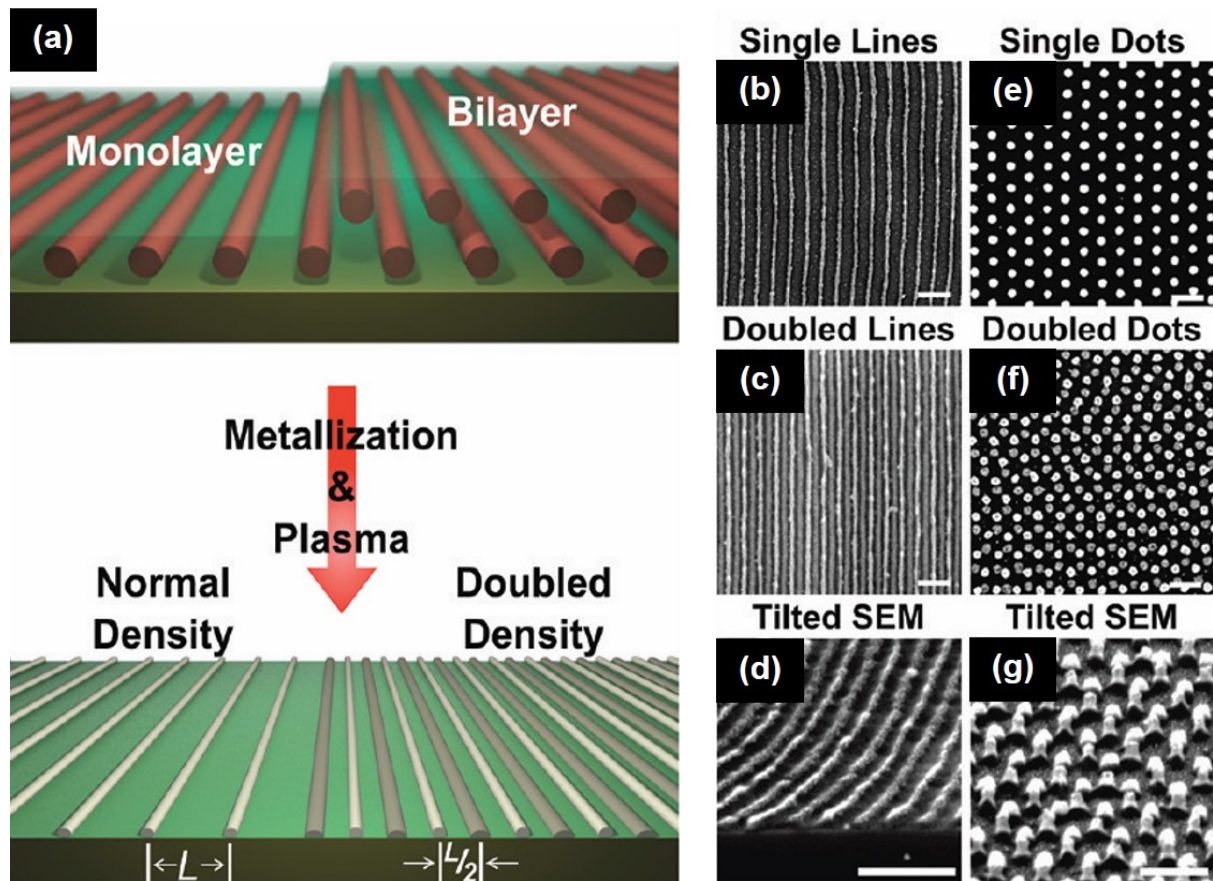 (a)
Monolayer
Bilayer
Metallization
&
Plasma
Normal
Density
Doubled
Density
L
L/2
Single Lines
(b)
Single Dots
(e)
Doubled Lines
(c)
Doubled Dots
(f)
Tilted SEM
(d)
Tilted SEM
(g)